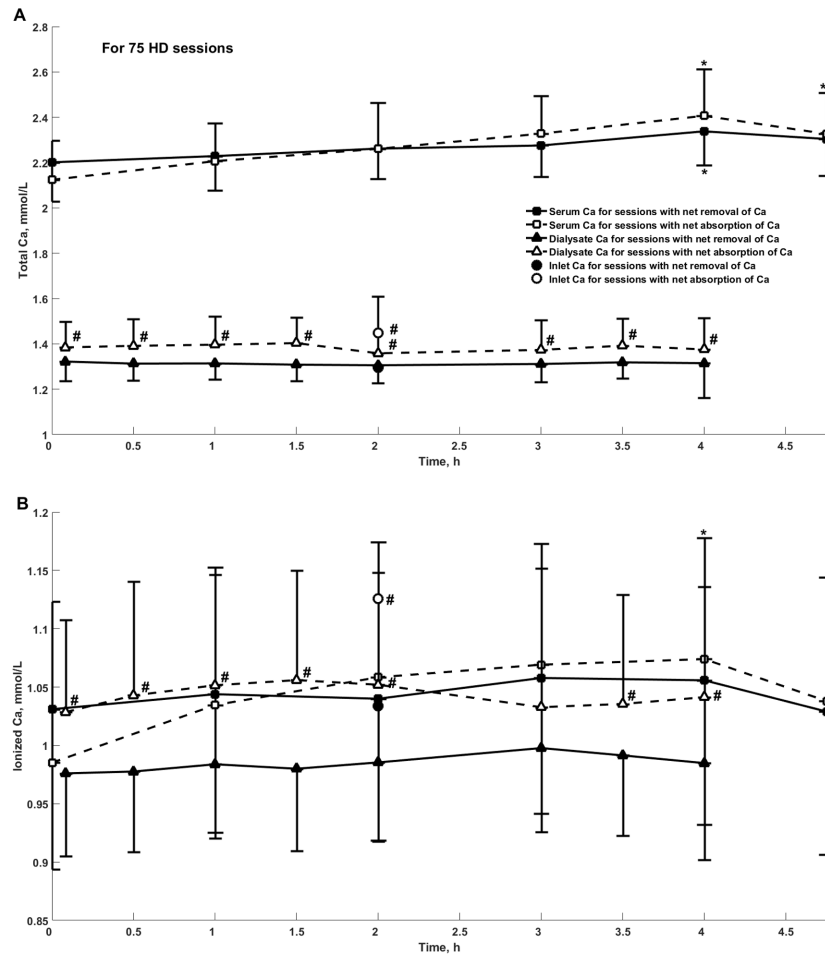 A
For 75 HD sessions
2.8
2.6
2.4
2.2
2
1.8
1.6
1.4
1.2
1
Total Ca, mmol/L
* *
*
Serum Ca for sessions with net removal of Ca
Serum Ca for sessions with net absorption of Ca
Dialysate Ca for sessions with net removal of Ca
Dialysate Ca for sessions with net absorption of Ca
Inlet Ca for sessions with net removal of Ca
Inlet Ca for sessions with net absorption of Ca
#
# # # # # # # #
0 0.5 1 1.5 2 2.5 3 3.5 4 4.5
Time, h
B
1.2
1.15
1.1
1.05
1
0.95
0.9
0.85
Ionized Ca, mmol/L
*
#
# # # # # # #
0 0.5 1 1.5 2 2.5 3 3.5 4 4.5
Time, h